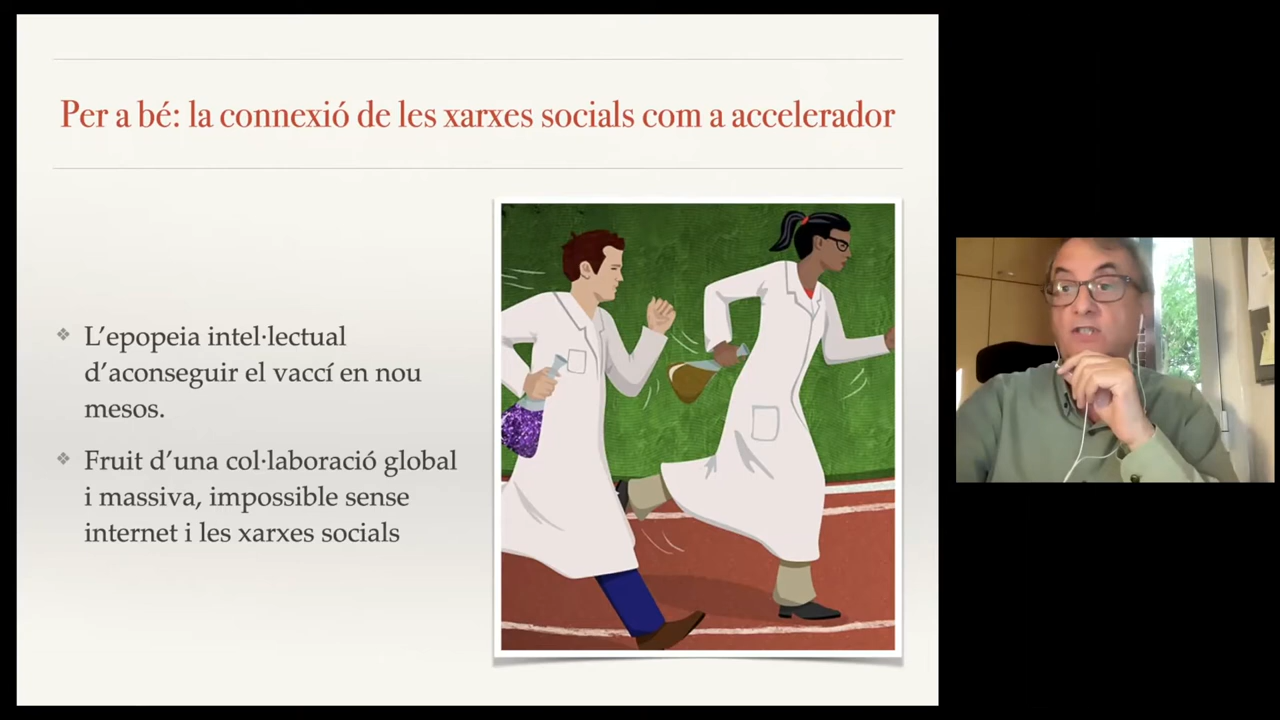 Per a bé: la connexió de les xarxes socials com a accelerador
L’epopeia intel·lectual
d’aconseguir el vaccí en nou
mesos.
Fruit d’una col·laboració global
i massiva, impossible sense
internet i les xarxes socials